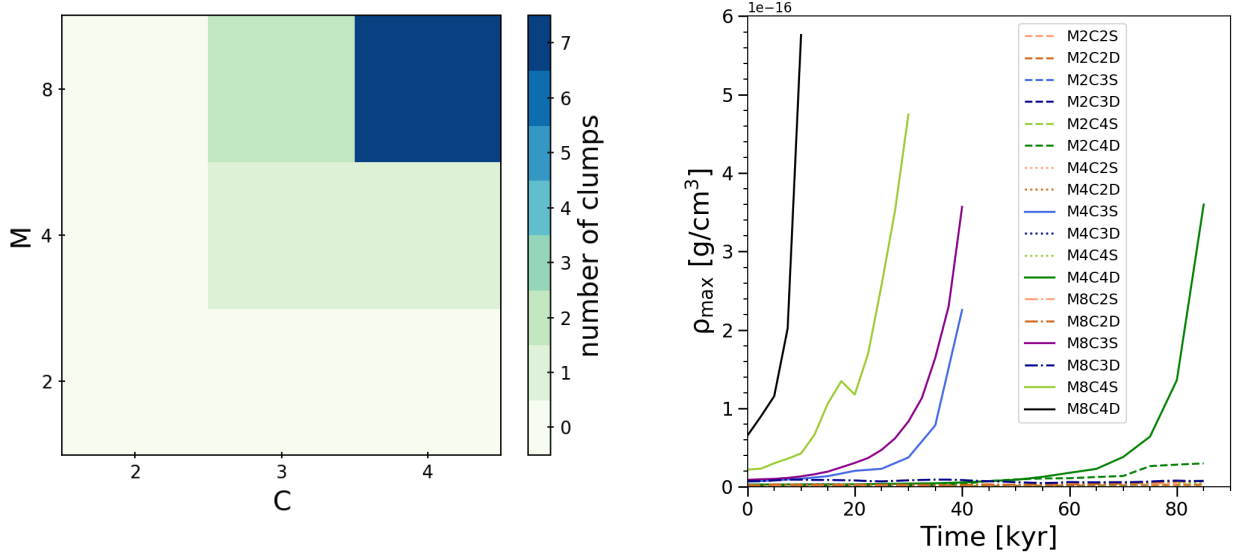 8
4
2
M
2
3
4
C
7
6
5
4
3
2
1
0
number of clumps
1e−16
6
5
4
3
2
1
0
ρmax [g/cm³]
0
20
40
60
80
Time [kyr]
M2C2S
M2C2D
M2C3S
M2C3D
M2C4S
M2C4D
M4C2S
M4C2D
M4C3S
M4C3D
M4C4S
M4C4D
M8C2S
M8C2D
M8C3S
M8C3D
M8C4S
M8C4D